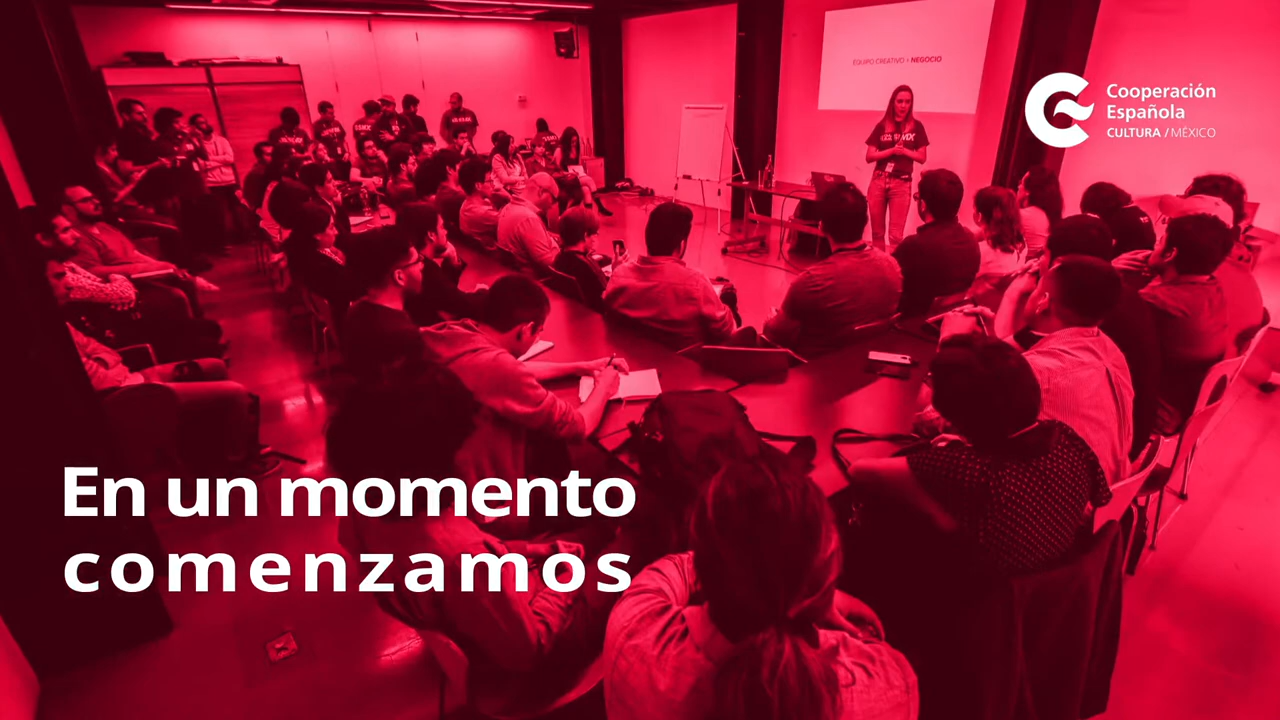 EQUIPO CREATIVO + NEGOCIO
Cooperación
Española
CULTURA / MÉXICO
En un momento
comenzamos